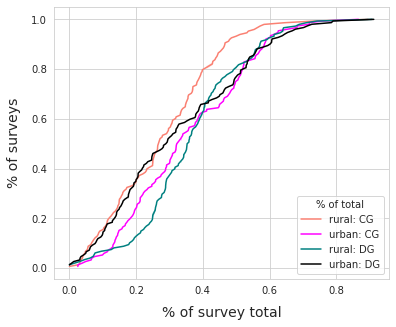 1.0
0.8
0.6
0.4
0.2
0.0
% of surveys
% of total
rural: CG
urban: CG
rural: DG
urban: DG
0.0 0.2 0.4 0.6 0.8
% of survey total